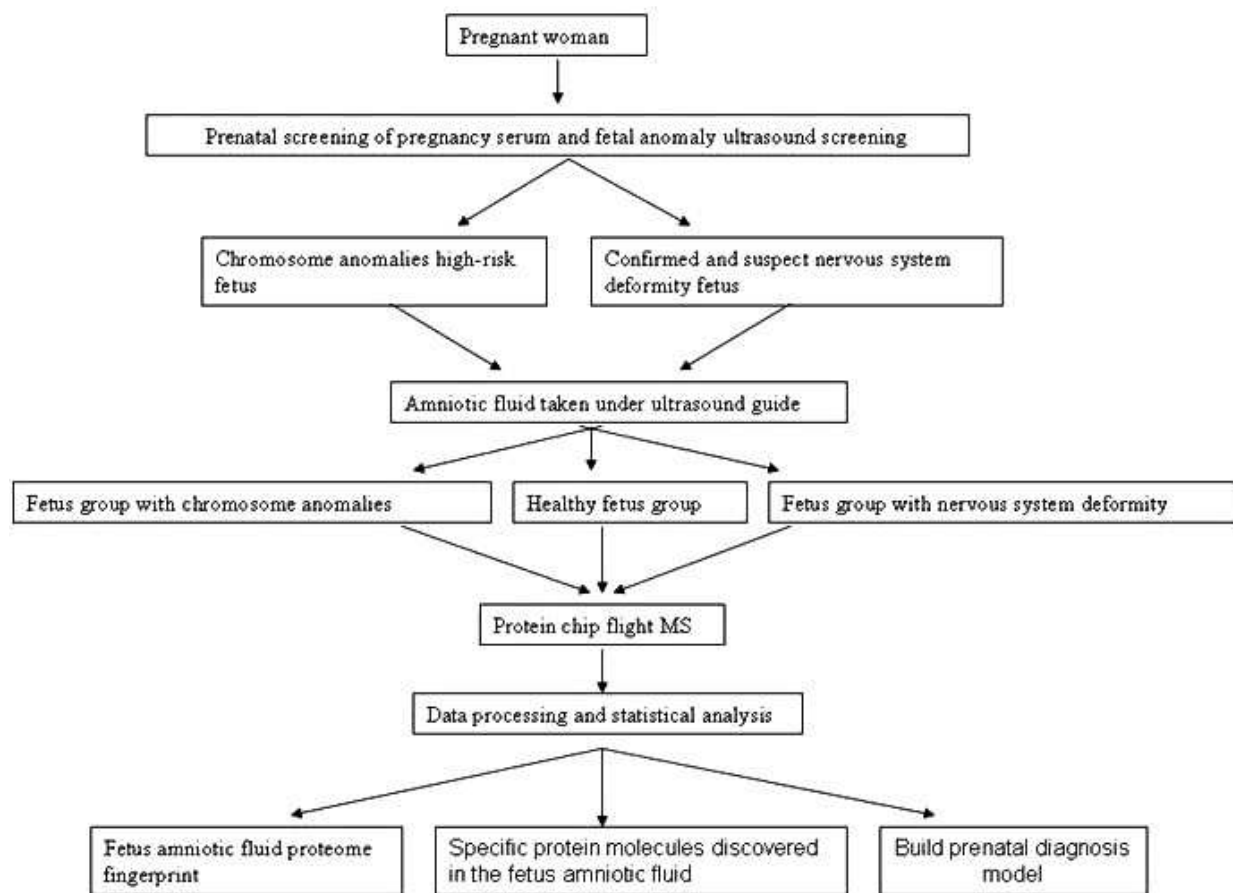 Pregnant woman
Prenatal screening of pregnancy serum and fetal anomaly ultrasound screening
Chromosome anomalies high-risk
fetus
Confirmed and suspect nervous system
deformity fetus
Amniotic fluid taken under ultrasound guide
Fetus group with chromosome anomalies
Healthy fetus group
Fetus group with nervous system deformity
Protein chip flight MS
Data processing and statistical analysis
Fetus amniotic fluid proteome
fingerprint
Specific protein molecules discovered
in the fetus amniotic fluid
Build prenatal diagnosis
model